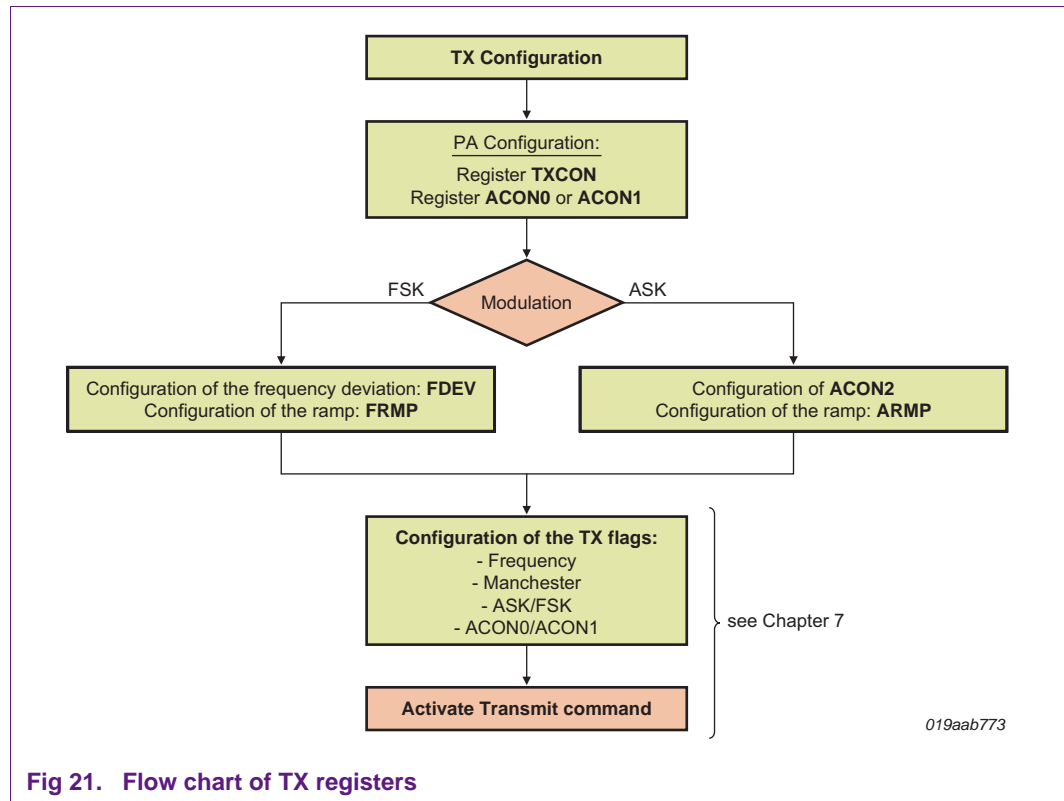 TX Configuration
PA Configuration:
Register TXCON
Register ACON0 or ACON1
FSK
Modulation
ASK
Configuration of the frequency deviation: FDEV
Configuration of the ramp: FRMP
Configuration of ACON2
Configuration of the ramp: ARMP
Configuration of the TX flags:
- Frequency
- Manchester
- ASK/FSK
- ACON0/ACON1
see Chapter 7
Activate Transmit command
019aab773
Fig 21. Flow chart of TX registers